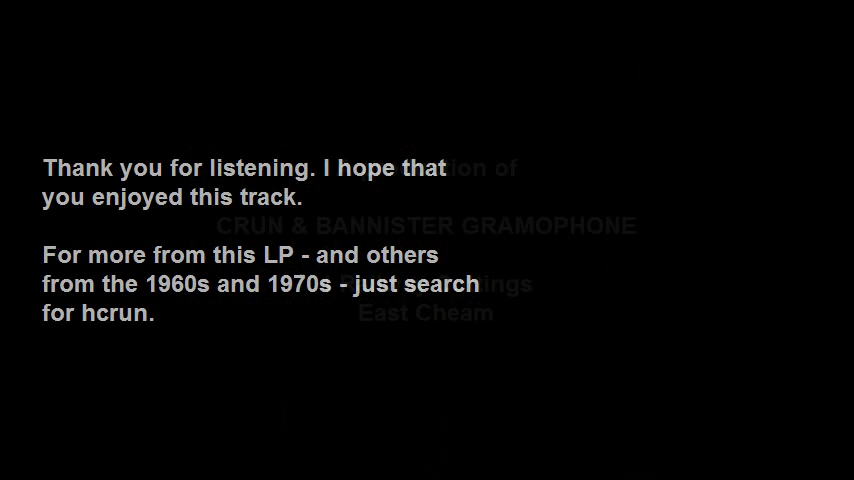 Thank you for listening. I hope that
you enjoyed this track.
CRUN & BANNISTER GRAMOPHONE
For more from this LP - and others
from the 1960s and 1970s - just search
for hcrun.
East Cheam